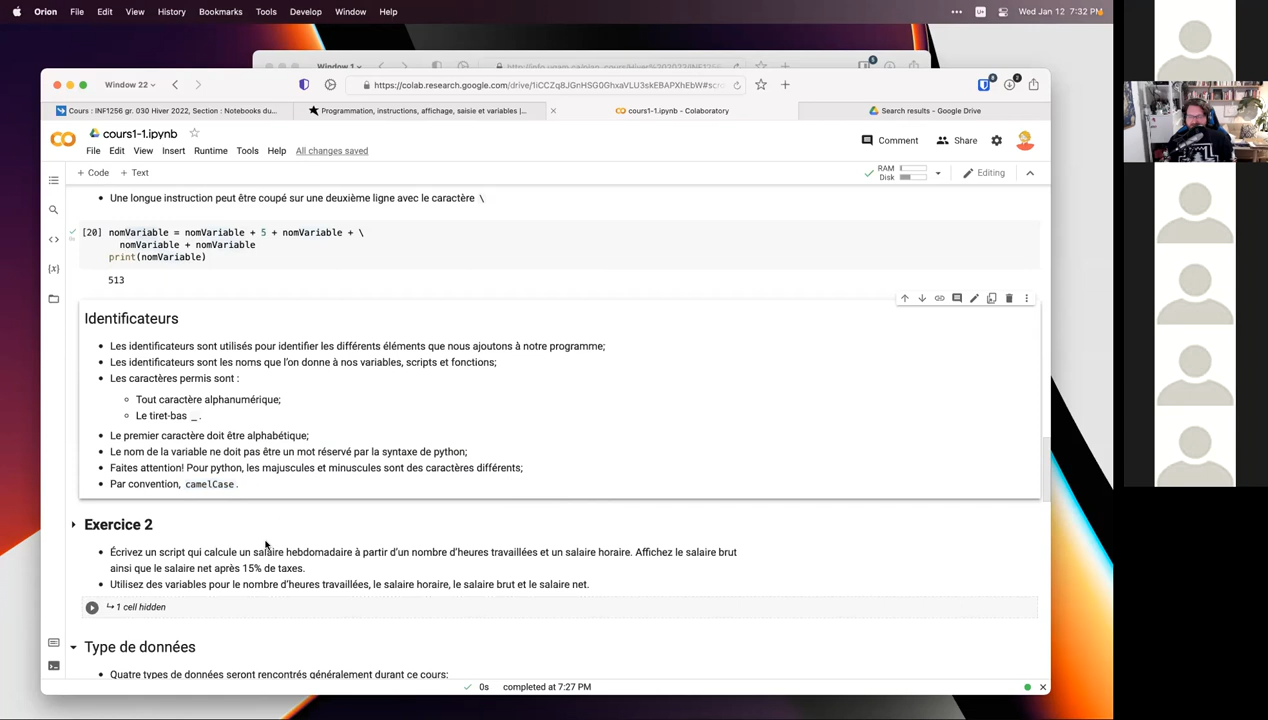 Orion File Edit View History Bookmarks Tools Develop Window Help
Wed Jan 12 7:32 PM
Window 1
Window 22
https://colab.research.google.com/drive/1iCCZq8JGnHSG0GhxaVLU3skEBAPXhEbW#scro
Cours : INF1256 gr. 030 Hiver 2022, Section : Notebooks du...
Programmation, instructions, affichage, saisie et variables |...
cours1-1.ipynb - Colaboratory
Search results - Google Drive
cours1-1.ipynb
Comment
Share
File Edit View Insert Runtime Tools Help All changes saved
+ Code + Text
RAM
Disk
Editing
Une longue instruction peut être coupé sur une deuxième ligne avec le caractère \
[20] nomVariable = nomVariable + 5 + nomVariable + \
nomVariable + nomVariable
print(nomVariable)
513
Identificateurs
Les identificateurs sont utilisés pour identifier les différents éléments que nous ajoutons à notre programme;
Les identificateurs sont les noms que l'on donne à nos variables, scripts et fonctions;
Les caractères permis sont :
Tout caractère alphanumérique;
Le tiret-bas _.
Le premier caractère doit être alphabétique;
Le nom de la variable ne doit pas être un mot réservé par la syntaxe de python;
Faites attention! Pour python, les majuscules et minuscules sont des caractères différents;
Par convention, camelCase.
Exercice 2
Écrivez un script qui calcule un salaire hebdomadaire à partir d'un nombre d'heures travaillées et un salaire horaire. Affichez le salaire brut
ainsi que le salaire net après 15% de taxes.
Utilisez des variables pour le nombre d'heures travaillées, le salaire horaire, le salaire brut et le salaire net.
1 cell hidden
Type de données
Quatre types de données seront rencontrés généralement durant ce cours:
0s completed at 7:27 PM